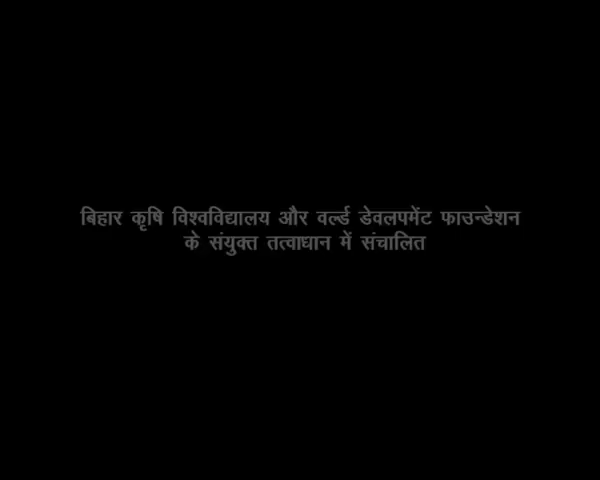 बिहार कृषि विश्वविद्यालय और वर्ल्ड डेवलपमेंट फाउन्डेशन
के संयुक्त तत्वाधान में संचालित